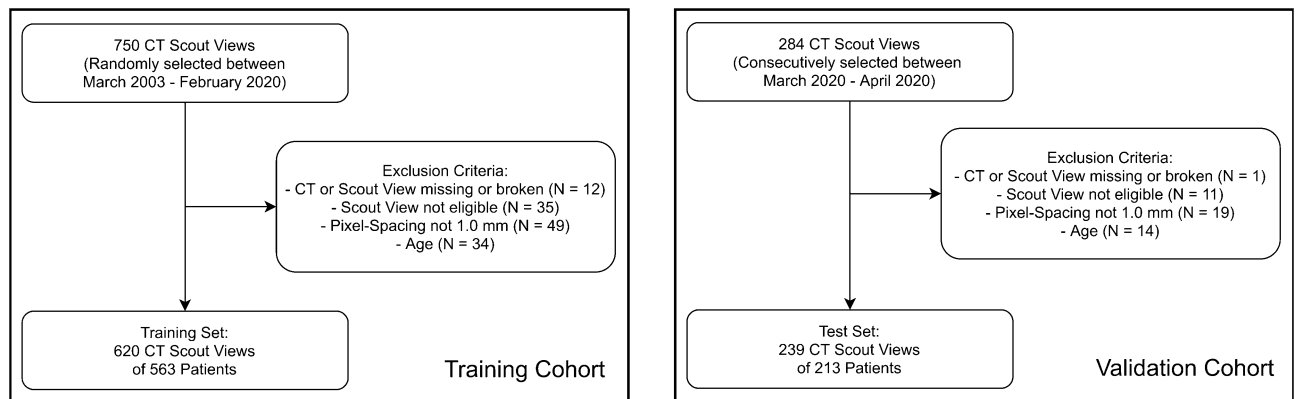 750 CT Scout Views
(Randomly selected between
March 2003 - February 2020)
Exclusion Criteria:
- CT or Scout View missing or broken (N = 12)
- Scout View not eligible (N = 35)
- Pixel-Spacing not 1.0 mm (N = 49)
- Age (N = 34)
Training Set:
620 CT Scout Views
of 563 Patients
Training Cohort
284 CT Scout Views
(Consecutively selected between
March 2020 - April 2020)
Exclusion Criteria:
- CT or Scout View missing or broken (N = 1)
- Scout View not eligible (N = 11)
- Pixel-Spacing not 1.0 mm (N = 19)
- Age (N = 14)
Test Set:
239 CT Scout Views
of 213 Patients
Validation Cohort